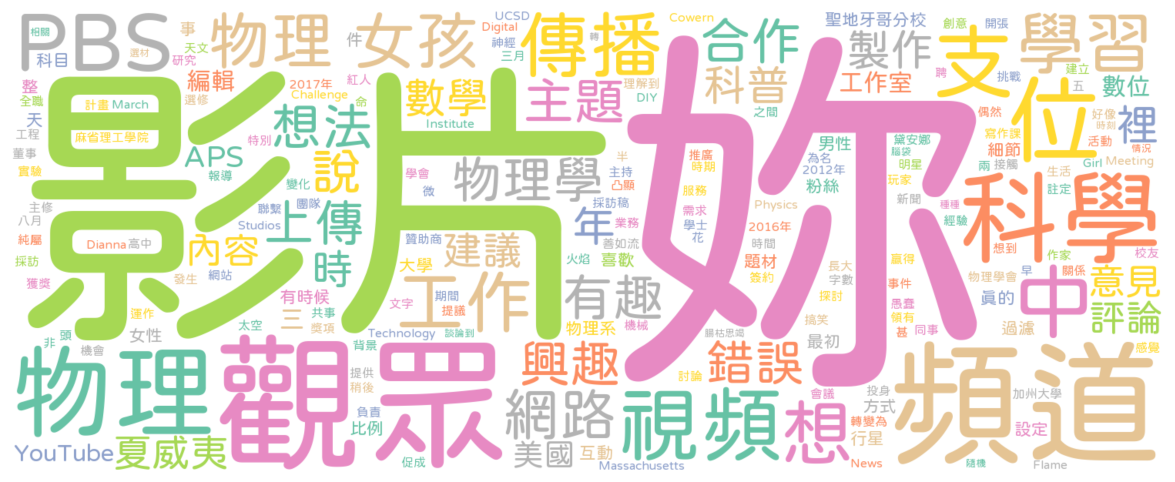 PBS
物理
女孩
傳播
合作
製作
支
學習
影片
妳
科學
位
中
裡
頻道
觀眾
物理
視頻
想
網路
工作
有趣
興趣
錯誤
物理學
想法
上傳
時
說
數學
主題
科普
工作室
數位
意見
評論
內容
建議
年
APS
編輯
YouTube
夏威夷
美國
互動
三
天
整
事
件
科目
相關
選材
天文
研究
全職
計畫
March
麻省理工學院
工程
董事
實驗
選修
2017年
紅人
命
Challenge
特別
神經
UCSD
Digital
三月
Institute
Cowern
轉
理解到
DIY
之間
聖地牙哥分校
創意
開張
聘
挑戰
建立
五
好像
時刻
偶然
寫作課
活動
情況
細節
男性
黛安娜
腦袋
為名
2012年
明星
粉絲
玩家
兩
接觸
Girl
Meeting
生活
註定
經驗
新聞
種種
想到
報導
主修
八月
變化
學會
微
半
時期
推廣
主持
凸顯
服務
採訪稿
團隊
聯繫
Studios
純屬
Dianna
高中
採訪
網站
發生
獲獎
運作
贊助商
善如流
業務
需求
學士
花
Physics
2016年
時間
題材
簽約
喜歡
火焰
大學
文字
期間
提議
有時候
共事
獎項
太空
女性
頭
非
機會
Technology
談論到
物理系
機械
腸祐思唱
背景
提供
稍後
負責
比例
促成
討論
Massachusetts
長大
字數
探討
搞笑
最初
物理學會
早
作家
關係
校友
贏得
事件
愚蠢
領有
甚
同事
真的
過濾
感覺
會議
投身
方式
轉變為
行星
News
加州大學
設定
隨機
Flame